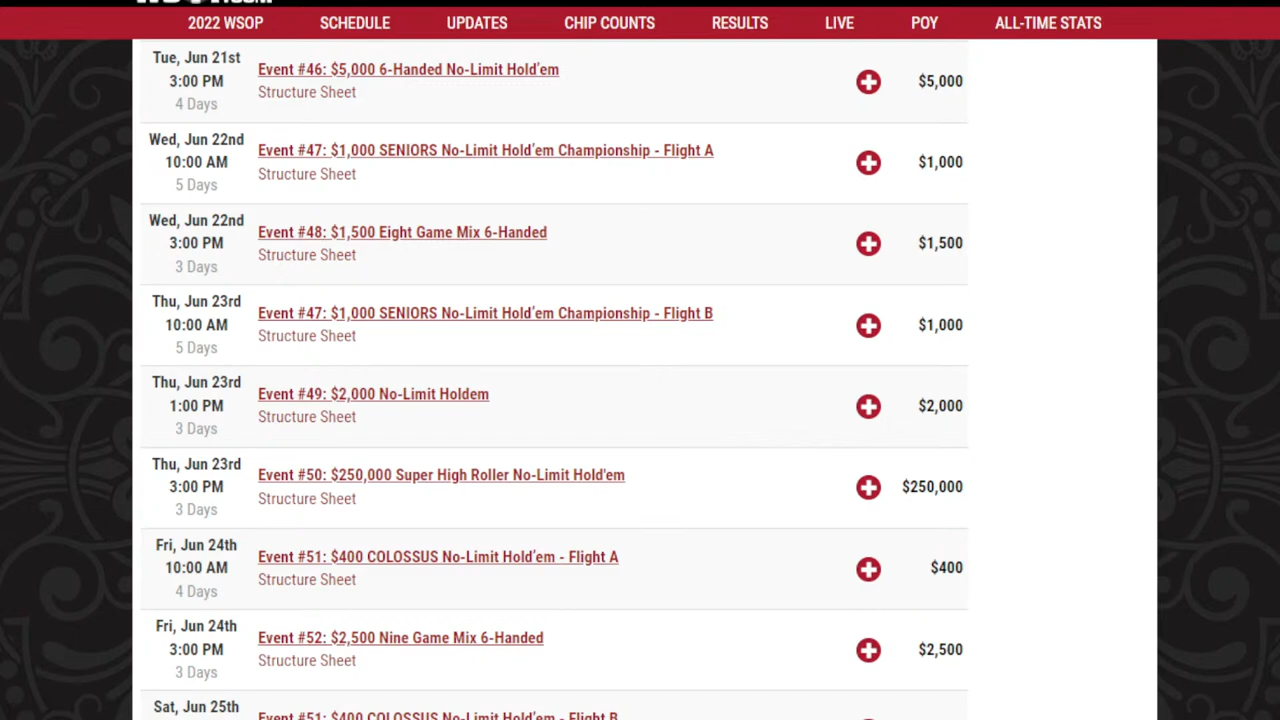 2022 WSOP SCHEDULE UPDATES CHIP COUNTS RESULTS LIVE POY ALL-TIME STATS
Tue, Jun 21st
3:00 PM
4 Days
Event #46: $5,000 6-Handed No-Limit Hold'em
Structure Sheet
$5,000
Wed, Jun 22nd
10:00 AM
5 Days
Event #47: $1,000 SENIORS No-Limit Hold'em Championship - Flight A
Structure Sheet
$1,000
Wed, Jun 22nd
3:00 PM
3 Days
Event #48: $1,500 Eight Game Mix 6-Handed
Structure Sheet
$1,500
Thu, Jun 23rd
10:00 AM
5 Days
Event #47: $1,000 SENIORS No-Limit Hold'em Championship - Flight B
Structure Sheet
$1,000
Thu, Jun 23rd
1:00 PM
3 Days
Event #49: $2,000 No-Limit Holdem
Structure Sheet
$2,000
Thu, Jun 23rd
3:00 PM
3 Days
Event #50: $250,000 Super High Roller No-Limit Hold'em
Structure Sheet
$250,000
Fri, Jun 24th
10:00 AM
4 Days
Event #51: $400 COLOSSUS No-Limit Hold'em - Flight A
Structure Sheet
$400
Fri, Jun 24th
3:00 PM
3 Days
Event #52: $2,500 Nine Game Mix 6-Handed
Structure Sheet
$2,500
Sat, Jun 25th
Event #51: $400 COLOSSUS No-Limit Hold'em - Flight B